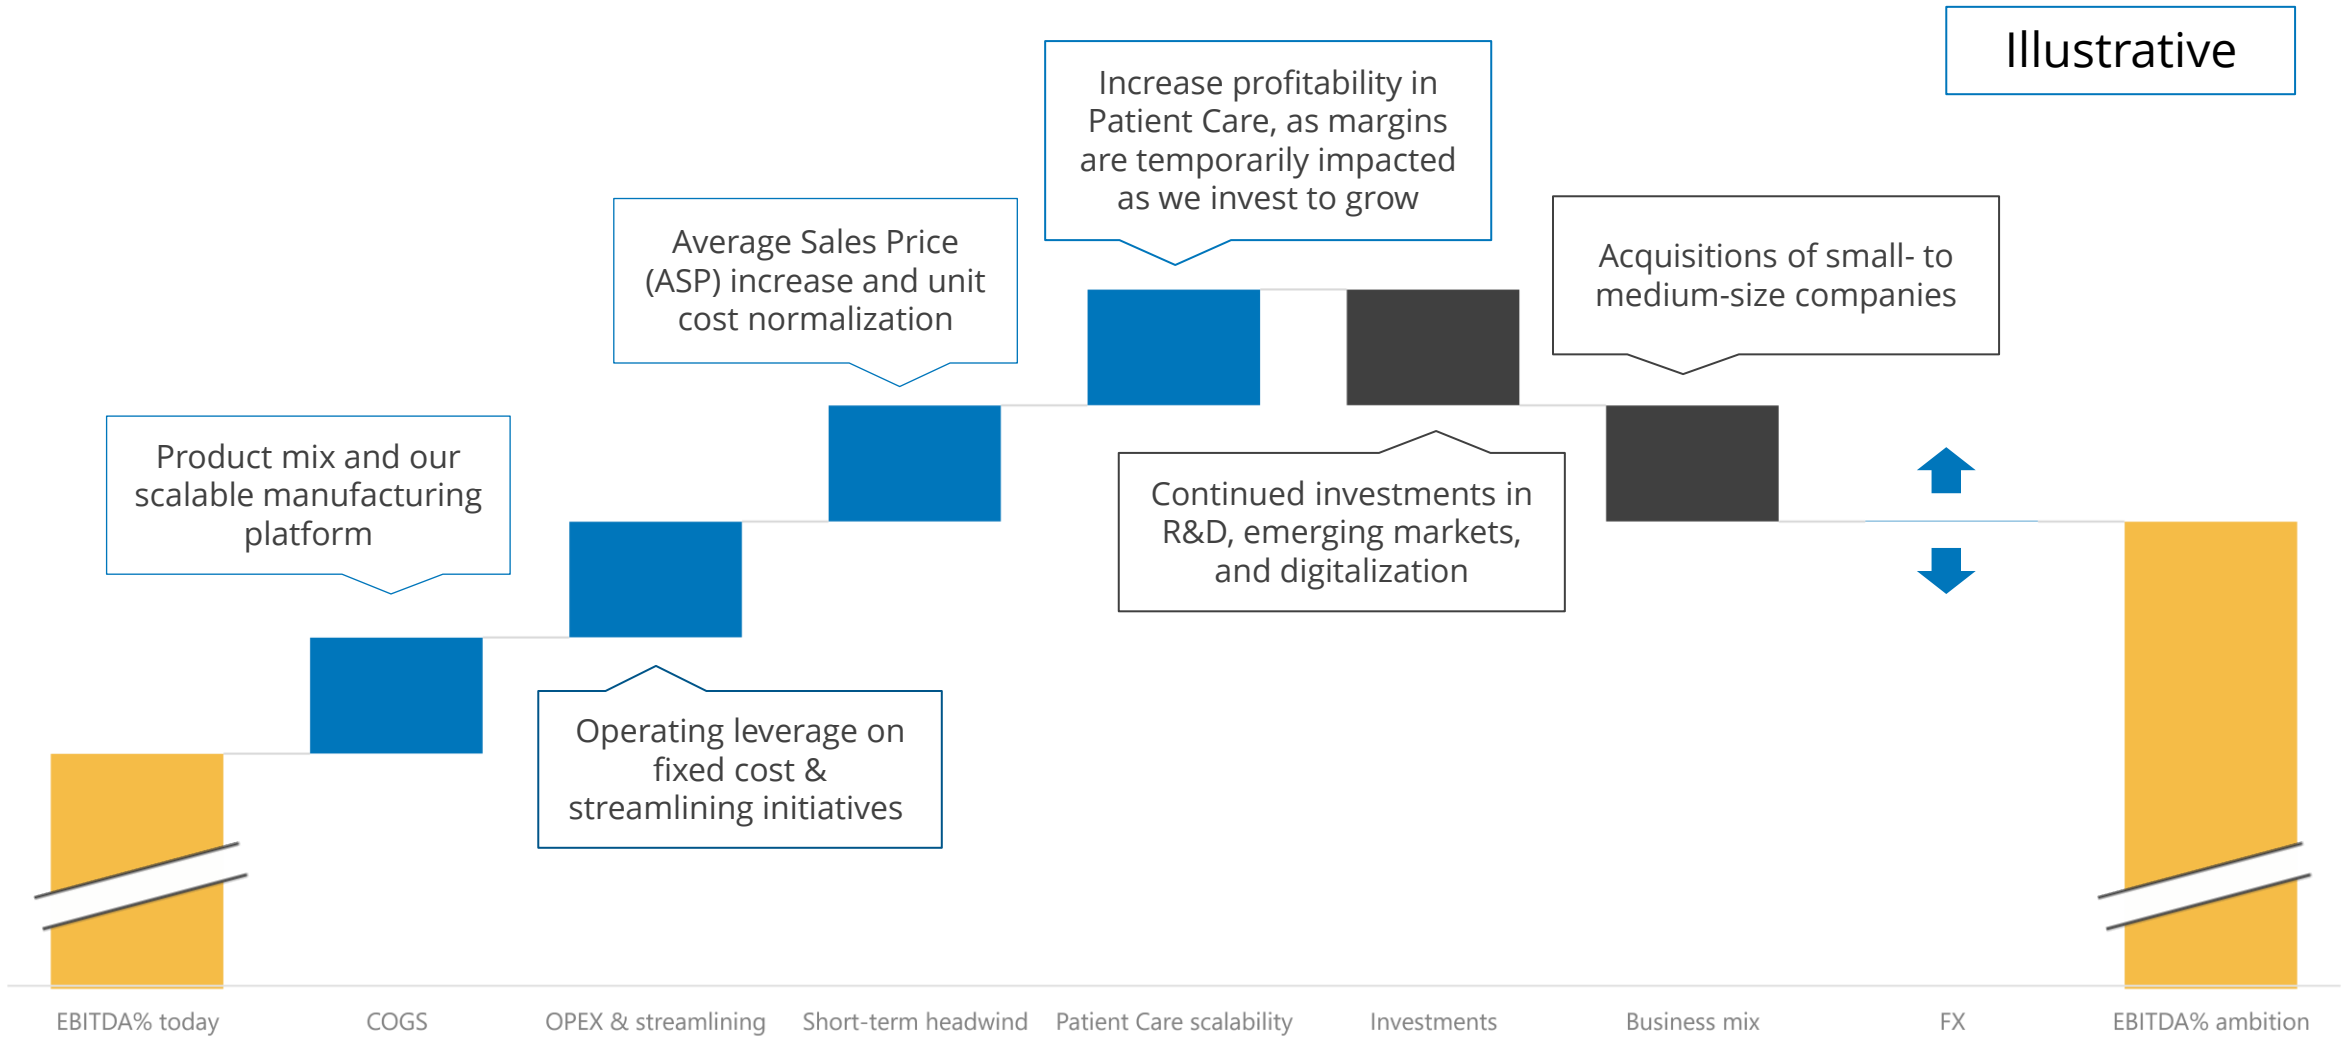 Illustrative
Increase profitability in
Patient Care, as margins
are temporarily impacted
as we invest to grow
Average Sales Price
(ASP) increase and unit
cost normalization
Acquisitions of small- to
medium-size companies
Product mix and our
scalable manufacturing
platform
Continued investments in
R&D, emerging markets,
and digitalization
Operating leverage on
fixed cost &
streamlining initiatives
EBITDA% today
COGS
OPEX & streamlining
Short-term headwind
Patient Care scalability
Investments
Business mix
FX
EBITDA% ambition